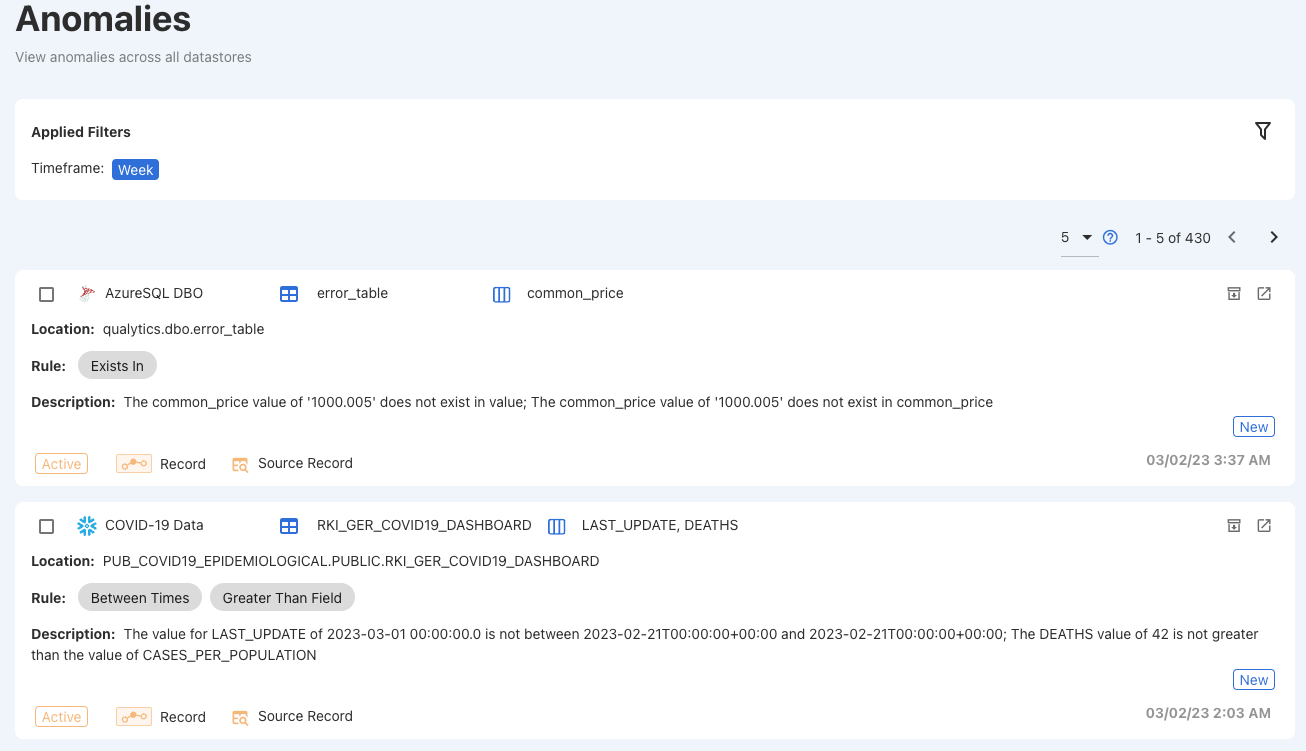 Anomalies
View anomalies across all datastores
Applied Filters
Timeframe: Week
5 ? 1 - 5 of 430
AzureSQL DBO error_table common_price
Location: qualytics.dbo.error_table
Rule: Exists In
Description: The common_price value of '1000.005' does not exist in value; The common_price value of '1000.005' does not exist in common_price
New
Active Record Source Record 03/02/23 3:37 AM
COVID-19 Data RKI_GER_COVID19_DASHBOARD LAST_UPDATE, DEATHS
Location: PUB_COVID19_EPIDEMIOLOGICAL.PUBLIC.RKI_GER_COVID19_DASHBOARD
Rule: Between Times Greater Than Field
Description: The value for LAST_UPDATE of 2023-03-01 00:00:00.0 is not between 2023-02-21T00:00:00+00:00 and 2023-02-21T00:00:00+00:00; The DEATHS value of 42 is not greater
than the value of CASES_PER_POPULATION
New
Active Record Source Record 03/02/23 2:03 AM